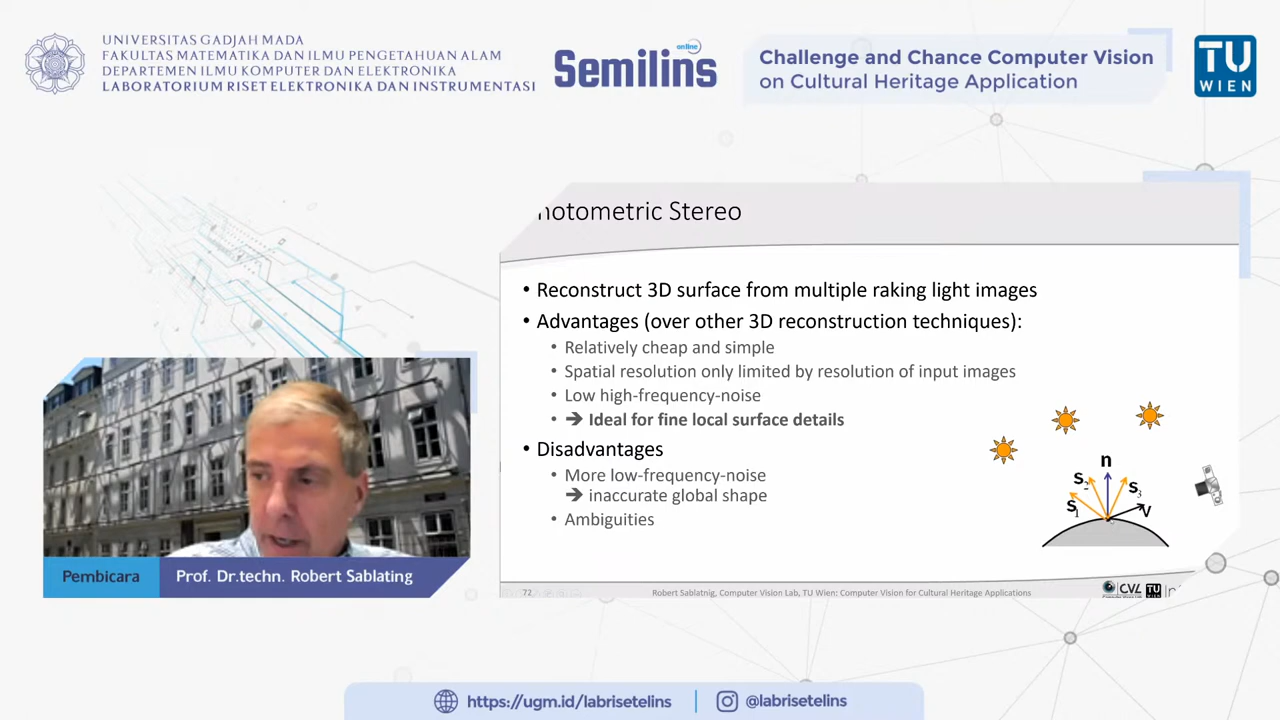 UNIVERSITAS GADJAH MADA
FAKULTAS MATEMATIKA DAN ILMU PENGETAHUAN ALAM
DEPARTEMEN ILMU KOMPUTER DAN ELEKTRONIKA
LABORATORIUM RISET ELEKTRONIKA DAN INSTRUMENTASI
online
Semilins
Challenge and Chance Computer Vision
on Cultural Heritage Application
TU
WIEN
hotometric Stereo
• Reconstruct 3D surface from multiple raking light images
• Advantages (over other 3D reconstruction techniques):
• Relatively cheap and simple
• Spatial resolution only limited by resolution of input images
• Low high-frequency-noise
• ➔ Ideal for fine local surface details
• Disadvantages
• More low-frequency-noise
➔ inaccurate global shape
• Ambiguities
n
s2
s3
s1
v
Pembicara
Prof. Dr.techn. Robert Sablating
72
Robert Sablatnig, Computer Vision Lab, TU Wien: Computer Vision for Cultural Heritage Applications
CVL
TU
https://ugm.id/labrisetelins
@labrisetelins